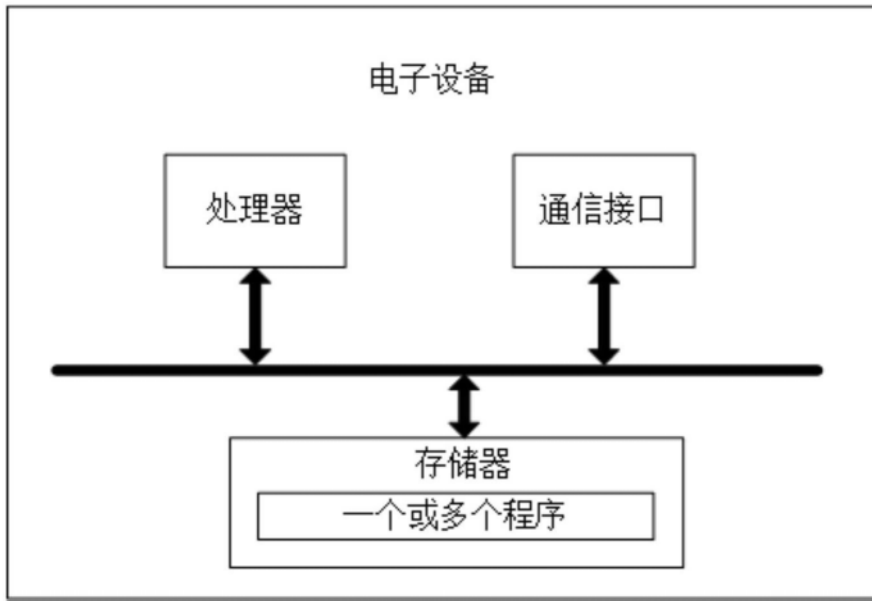 电子设备
处理器
通信接口
存储器
一个或多个程序